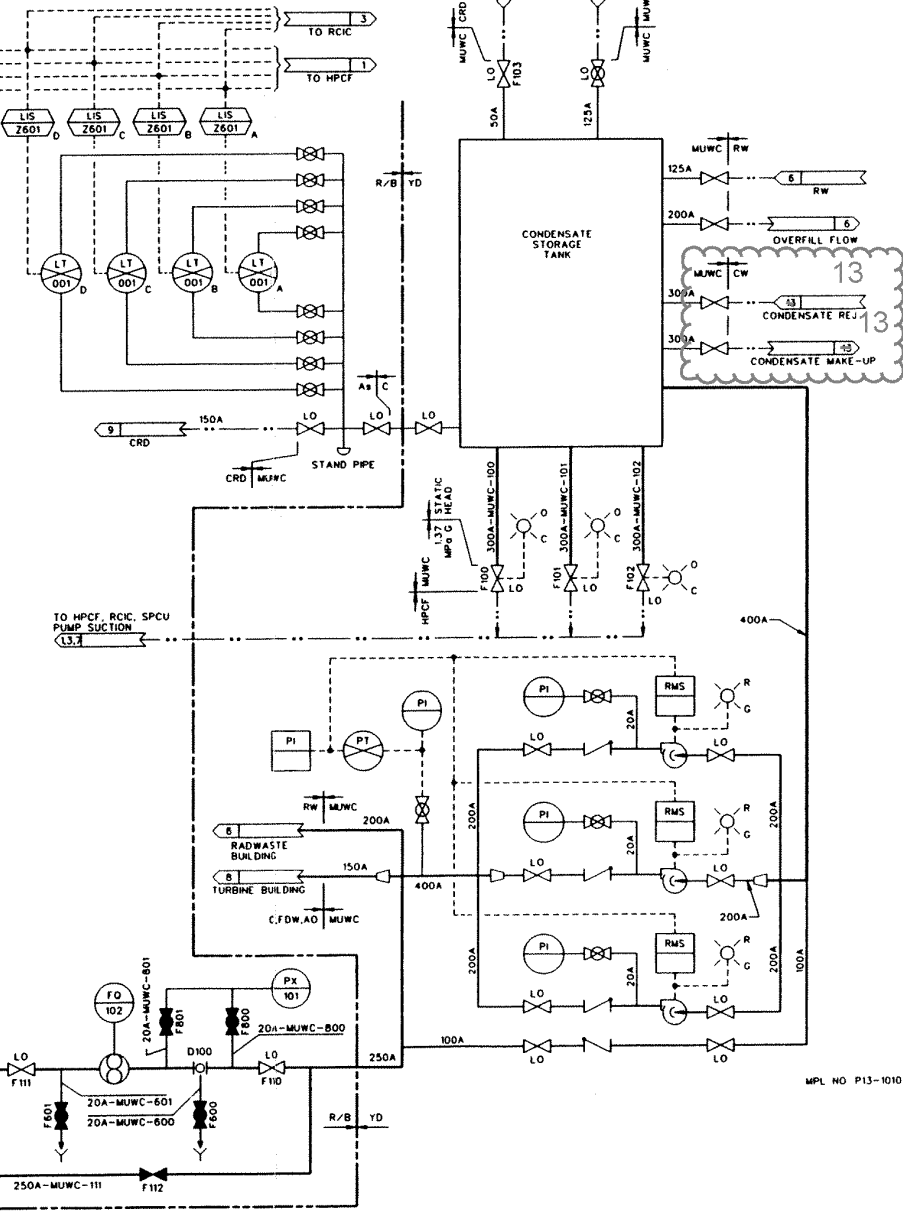 3
TO RCIC
1
TO HPCF
LIS
Z601
D
LIS
Z601
C
LIS
Z601
B
LIS
Z601
A
R/B
YD
LT
001
D
LT
001
C
LT
001
B
LT
001
A
MUWC
CRD
LO
F103
50A
LO
125A
MUWC
CONDENSATE
STORAGE
TANK
MUWC
RW
125A
6
RW
200A
6
OVERFILL FLOW
MUWC
CW
13
300A
CONDENSATE REJ
13
300A
CONDENSATE MAKE-UP
As
C
9
CRD
150A
LO
LO
LO
CRD
MUWC
STAND PIPE
1.37 STATIC
MPa G HEAD
HPCF
MUWC
300A-MUWC-100
F100
LO
O
C
300A-MUWC-101
F101
LO
O
C
300A-MUWC-102
F102
LO
O
C
TO HPCF, RCIC, SPCU
PUMP SUCTION
1,3,7
400A
PI
PT
PI
PI
20A
RMS
R
G
LO
C
LO
200A
200A
RW
MUWC
200A
6
RADWASTE
BUILDING
150A
8
TURBINE BUILDING
C,FDW,AO
MUWC
400A
PI
20A
RMS
R
G
LO
C
LO
200A
PI
20A
RMS
R
G
LO
C
LO
200A
200A
100A
100A
LO
LO
250A
FQ
102
20A-MUWC-801
F801
F800
PX
101
20A-MUWC-800
LO
F111
D100
LO
F110
F601
20A-MUWC-601
20A-MUWC-600
F600
R/B
YD
250A-MUWC-111
F112
MPL NO P13-1010